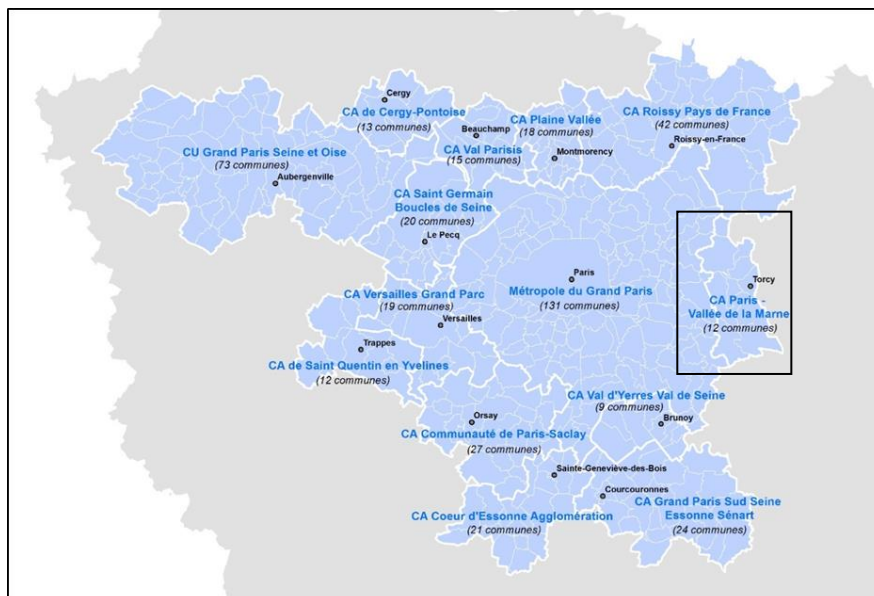 Cergy
CA de Cergy-Pontoise
(13 communes)
CA Plaine Vallée
(18 communes)
CA Roissy Pays de France
(42 communes)
Beauchamp
Roissy-en-France
CU Grand Paris Seine et Oise
(73 communes)
CA Val Parisis
(15 communes)
Montmorency
Aubergenville
CA Saint Germain
Boucles de Seine
(20 communes)
Le Pecq
Paris
Métropole du Grand Paris
(131 communes)
Torcy
CA Paris -
Vallée de la Marne
(12 communes)
CA Versailles Grand Parc
(19 communes)
Versailles
Trappes
CA de Saint Quentin en Yvelines
(12 communes)
CA Val d'Yerres Val de Seine
(9 communes)
Brunoy
Orsay
CA Communauté de Paris-Saclay
(27 communes)
Sainte-Geneviève-des-Bois
Courcouronnes
CA Coeur d'Essonne Agglomération
(21 communes)
CA Grand Paris Sud Seine
Essonne Sénart
(24 communes)